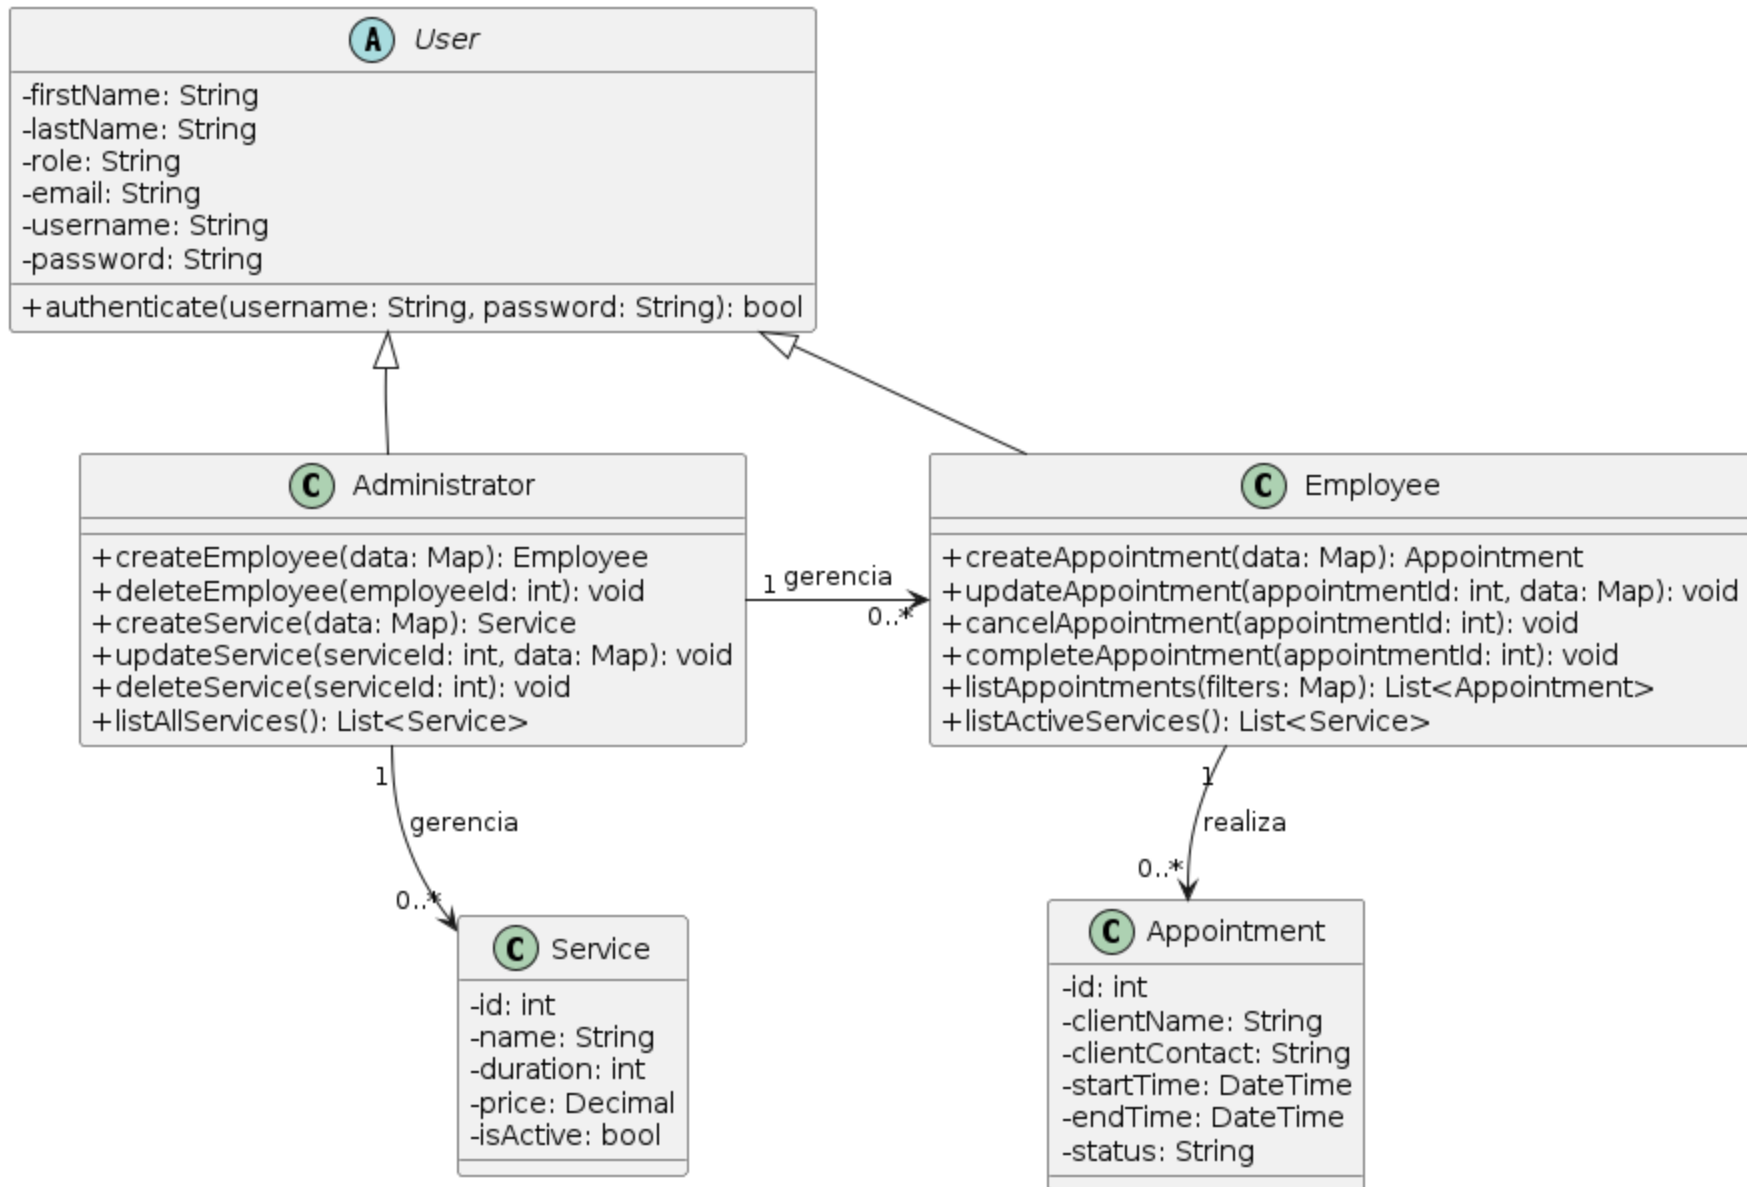 A User
-firstName: String
-lastName: String
-role: String
-email: String
-username: String
-password: String
+authenticate(username: String, password: String): bool
C Administrator
+createEmployee(data: Map): Employee
+deleteEmployee(employeeId: int): void
+createService(data: Map): Service
+updateService(serviceId: int, data: Map): void
+deleteService(serviceId: int): void
+listAllServices(): List<Service>
1 gerencia
0..*
C Employee
+createAppointment(data: Map): Appointment
+updateAppointment(appointmentId: int, data: Map): void
+cancelAppointment(appointmentId: int): void
+completeAppointment(appointmentId: int): void
+listAppointments(filters: Map): List<Appointment>
+listActiveServices(): List<Service>
1
gerencia
0..*
1
realiza
0..*
C Service
-id: int
-name: String
-duration: int
-price: Decimal
-isActive: bool
C Appointment
-id: int
-clientName: String
-clientContact: String
-startTime: DateTime
-endTime: DateTime
-status: String